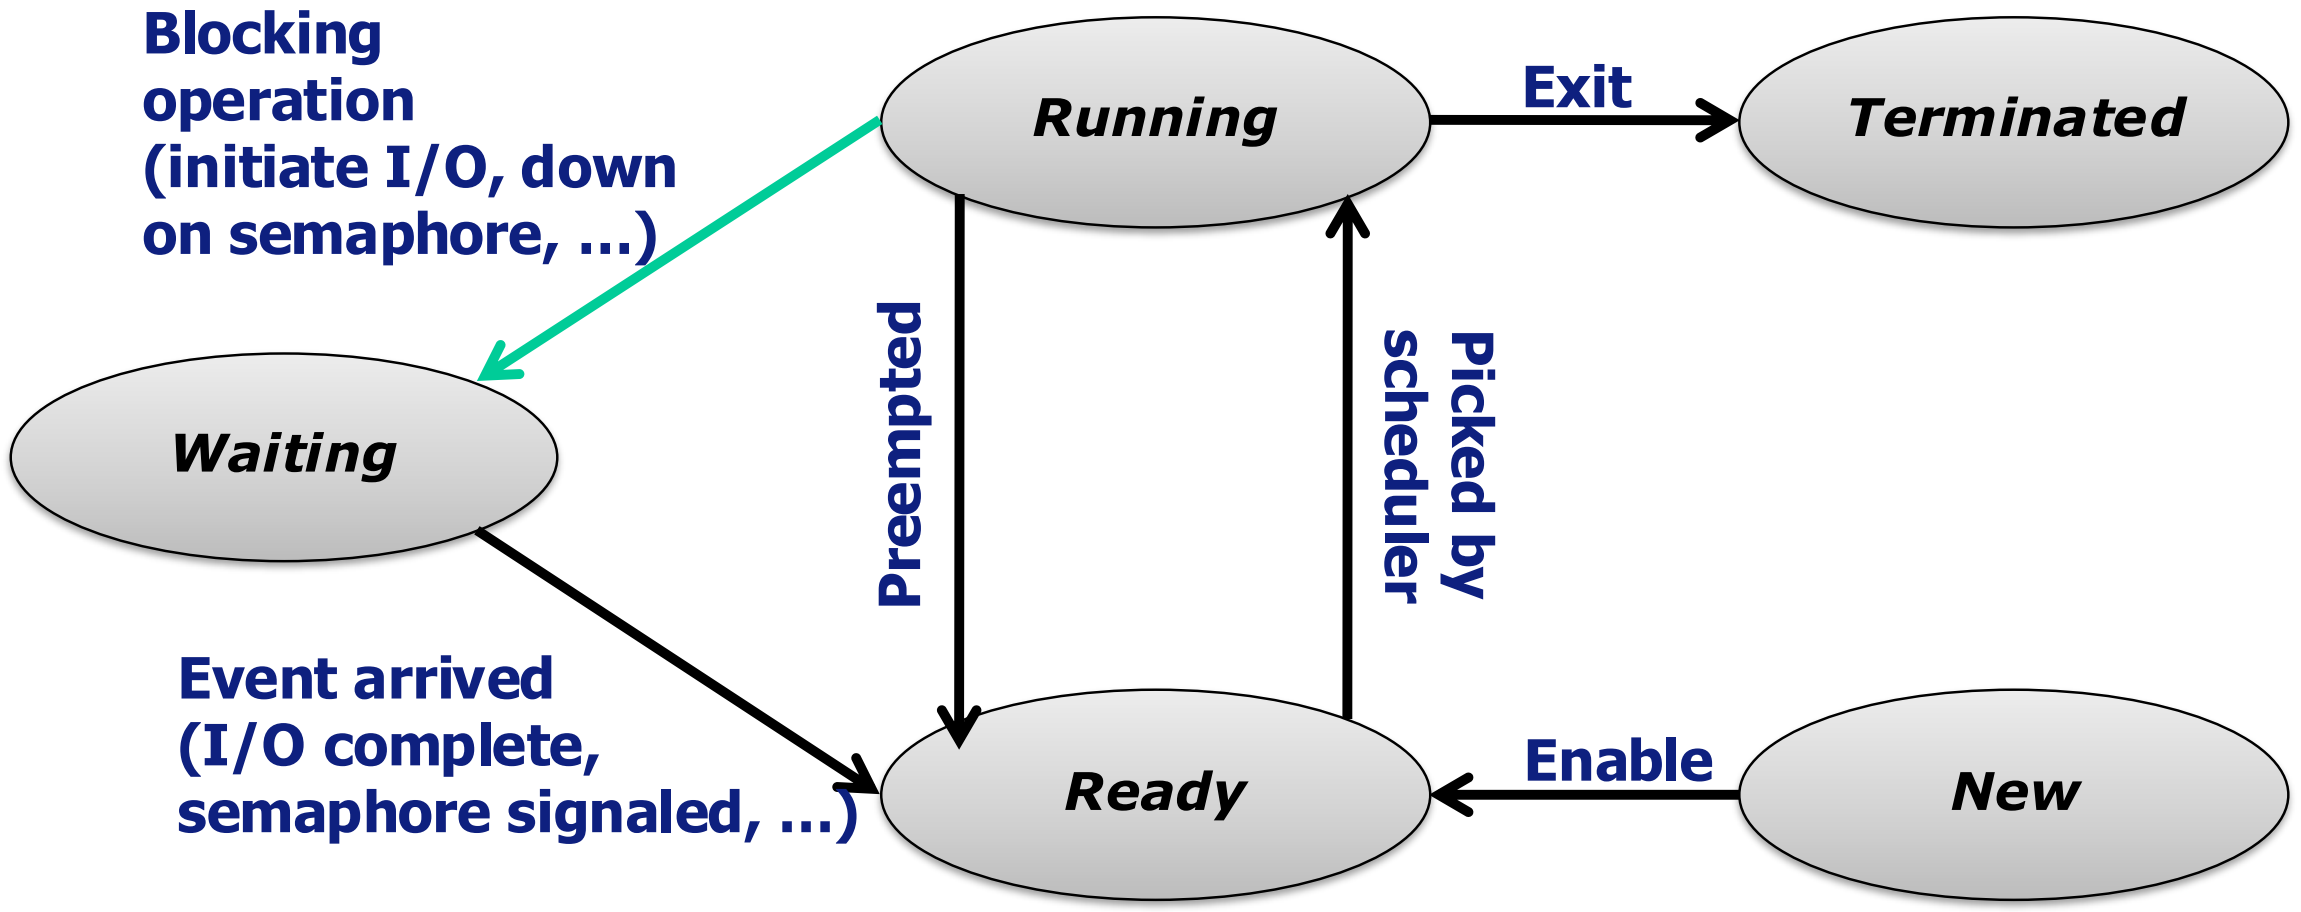 Blocking
operation
(initiate I/O, down
on semaphore, ...)
Running
Exit
Terminated
Waiting
Preempted
Picked by
scheduler
Event arrived
(I/O complete,
semaphore signaled, ...)
Ready
Enable
New